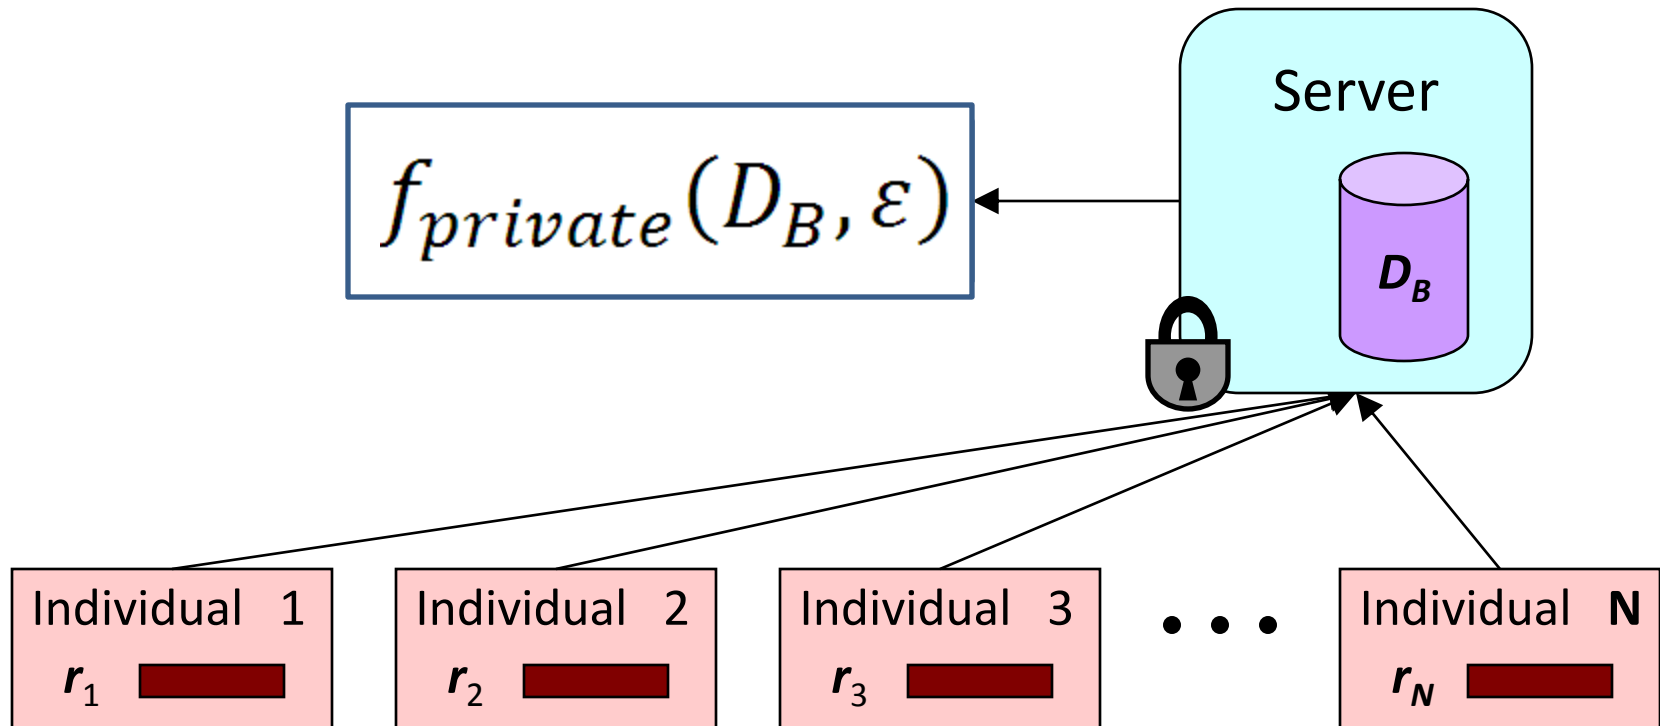 Server
f_private(D_B, ε)
D_B
Individual 1
r_1
Individual 2
r_2
Individual 3
r_3
• • •
Individual N
r_N